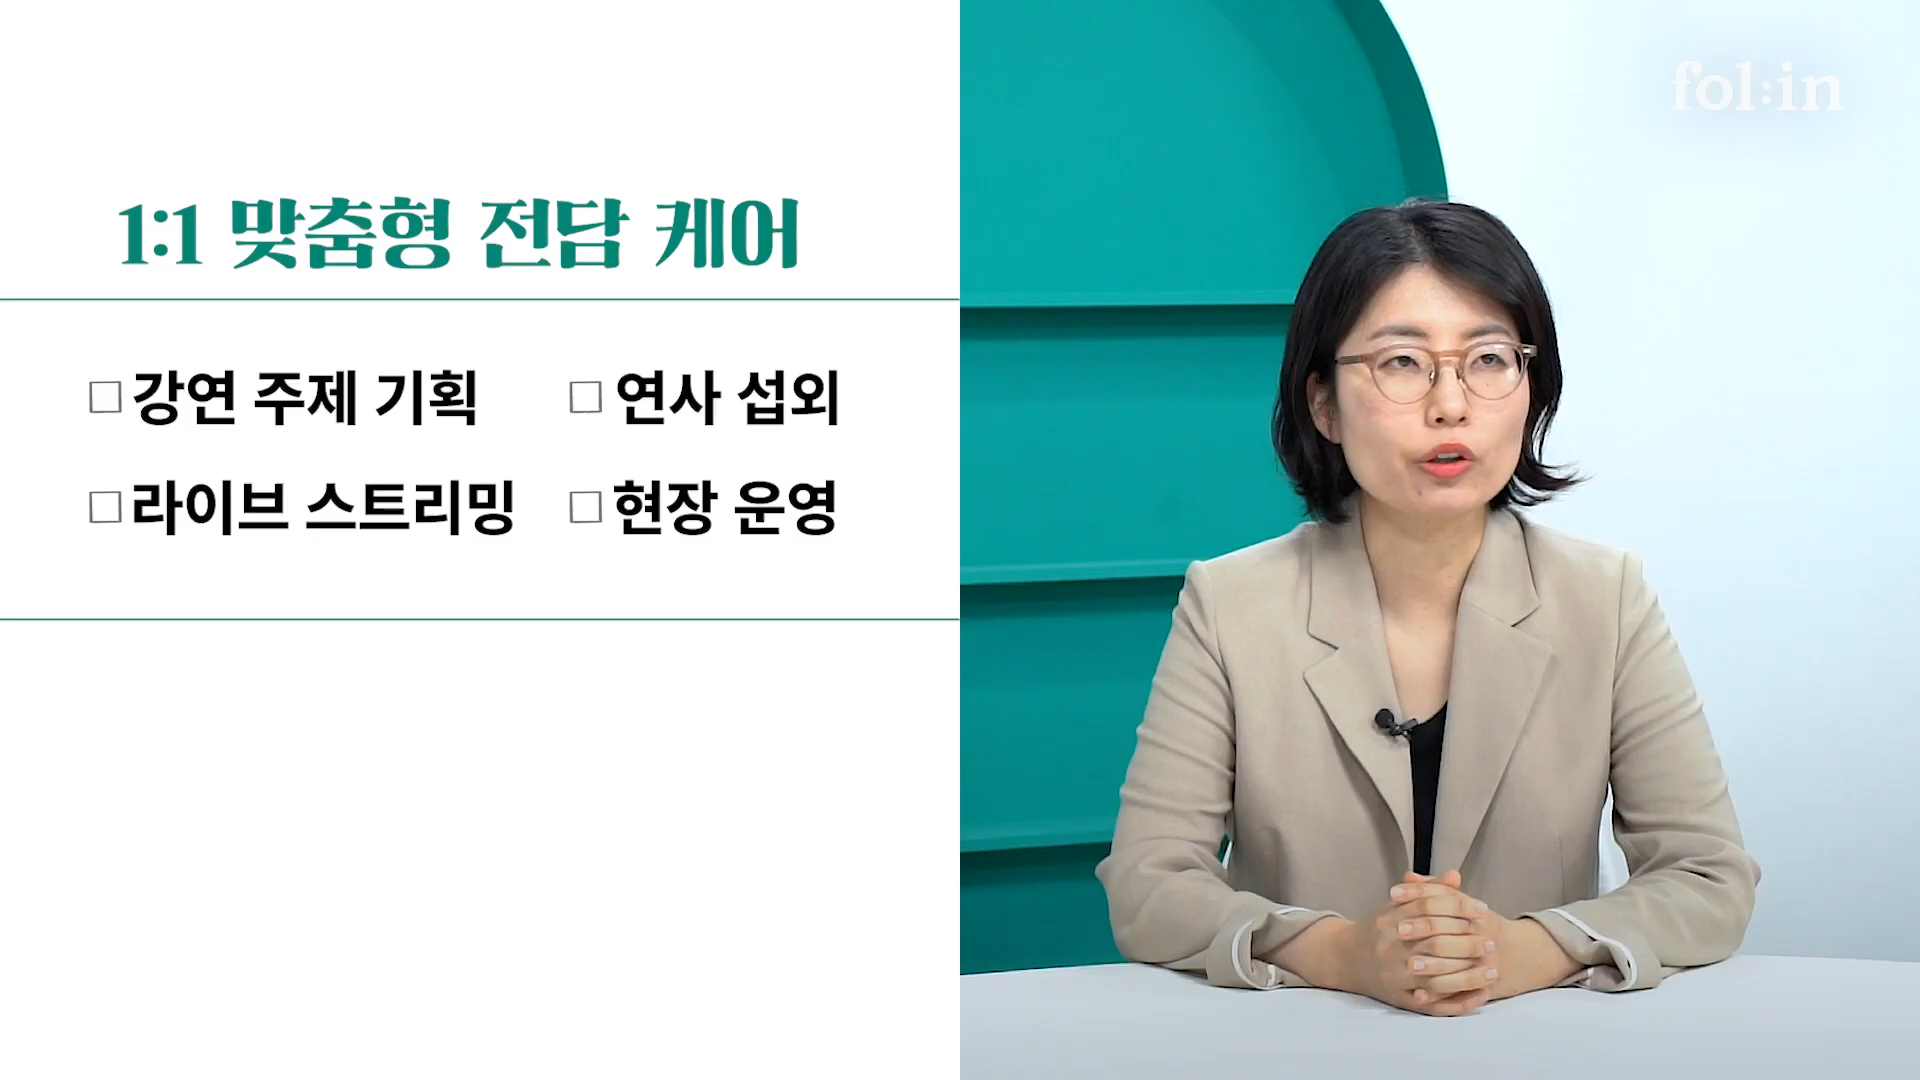 fol:in
1:1 맞춤형 전담 케어
□ 강연 주제 기획 □ 연사 섭외
□ 라이브 스트리밍 □ 현장 운영